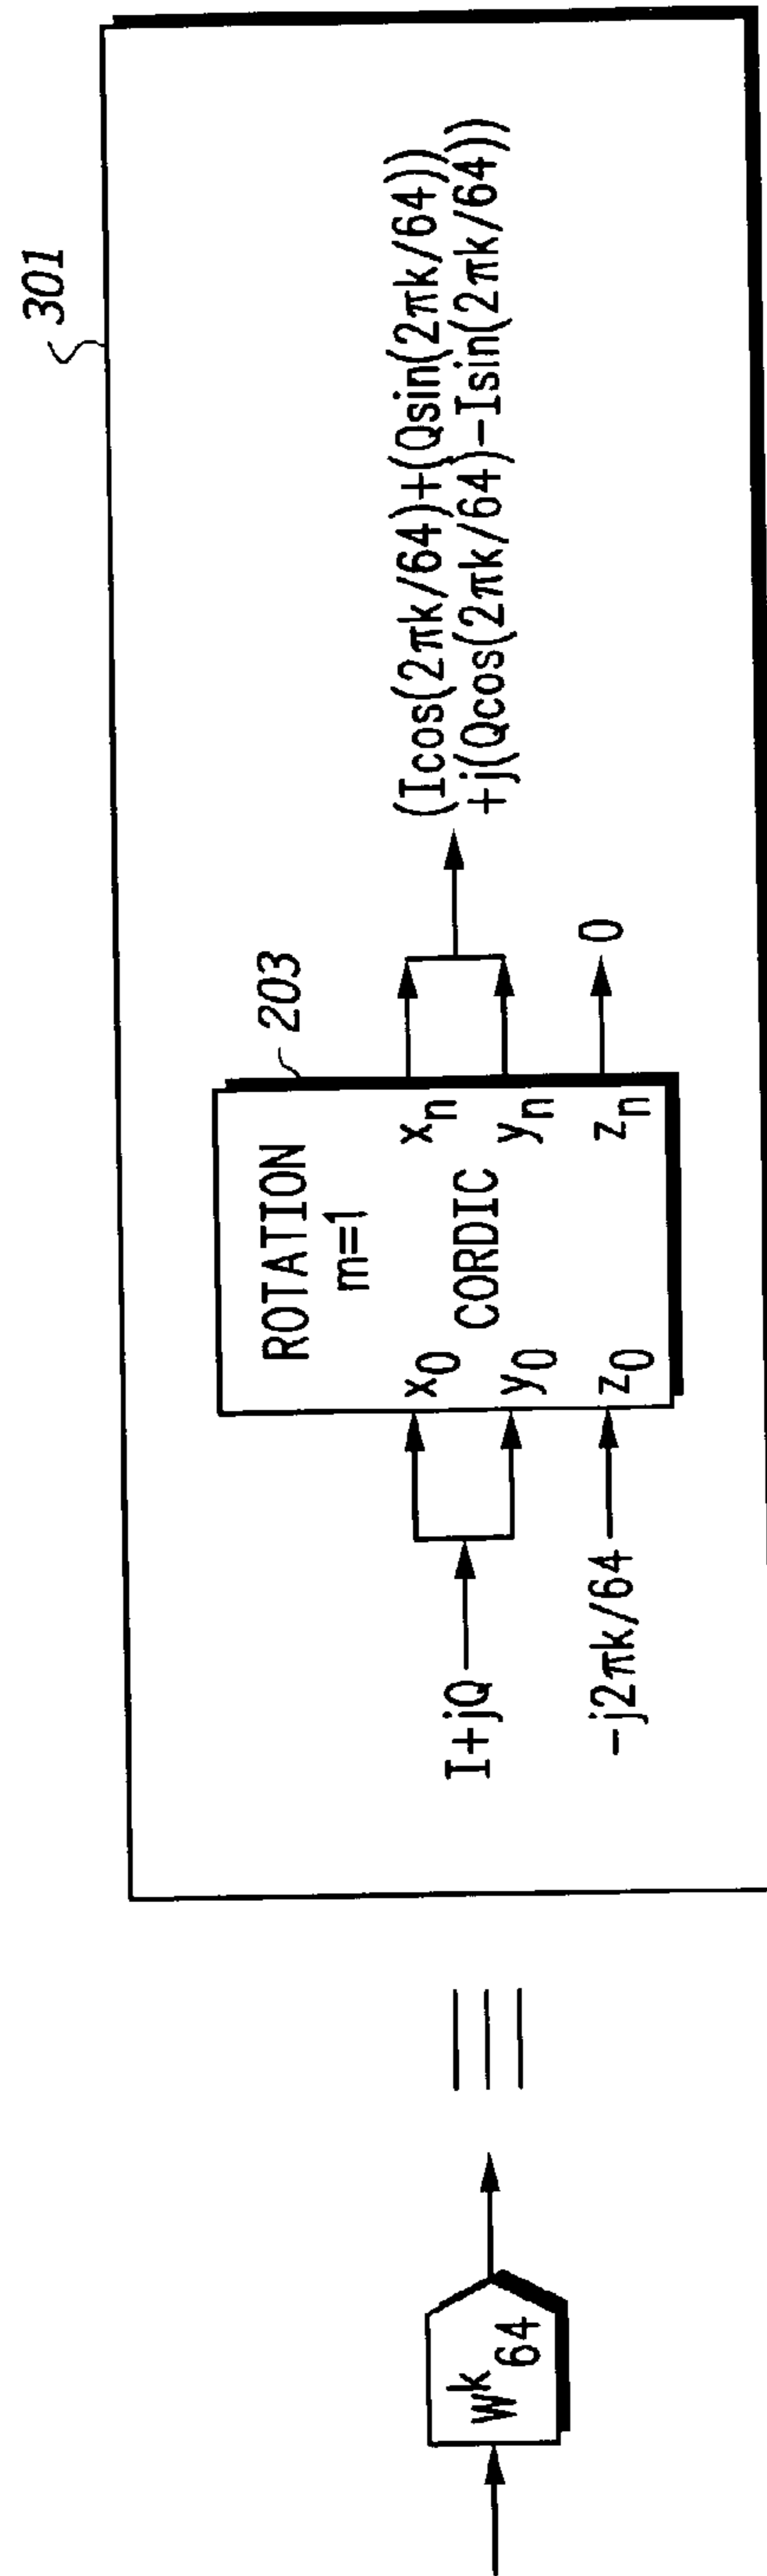 301
W^k_64
I+jQ
-j2πk/64
ROTATION
m=1
CORDIC
x_0
y_0
z_0
x_n
y_n
z_n
203
(Icos(2πk/64)+(Qsin(2πk/64))
+j(Qcos(2πk/64)-Isin(2πk/64))
0